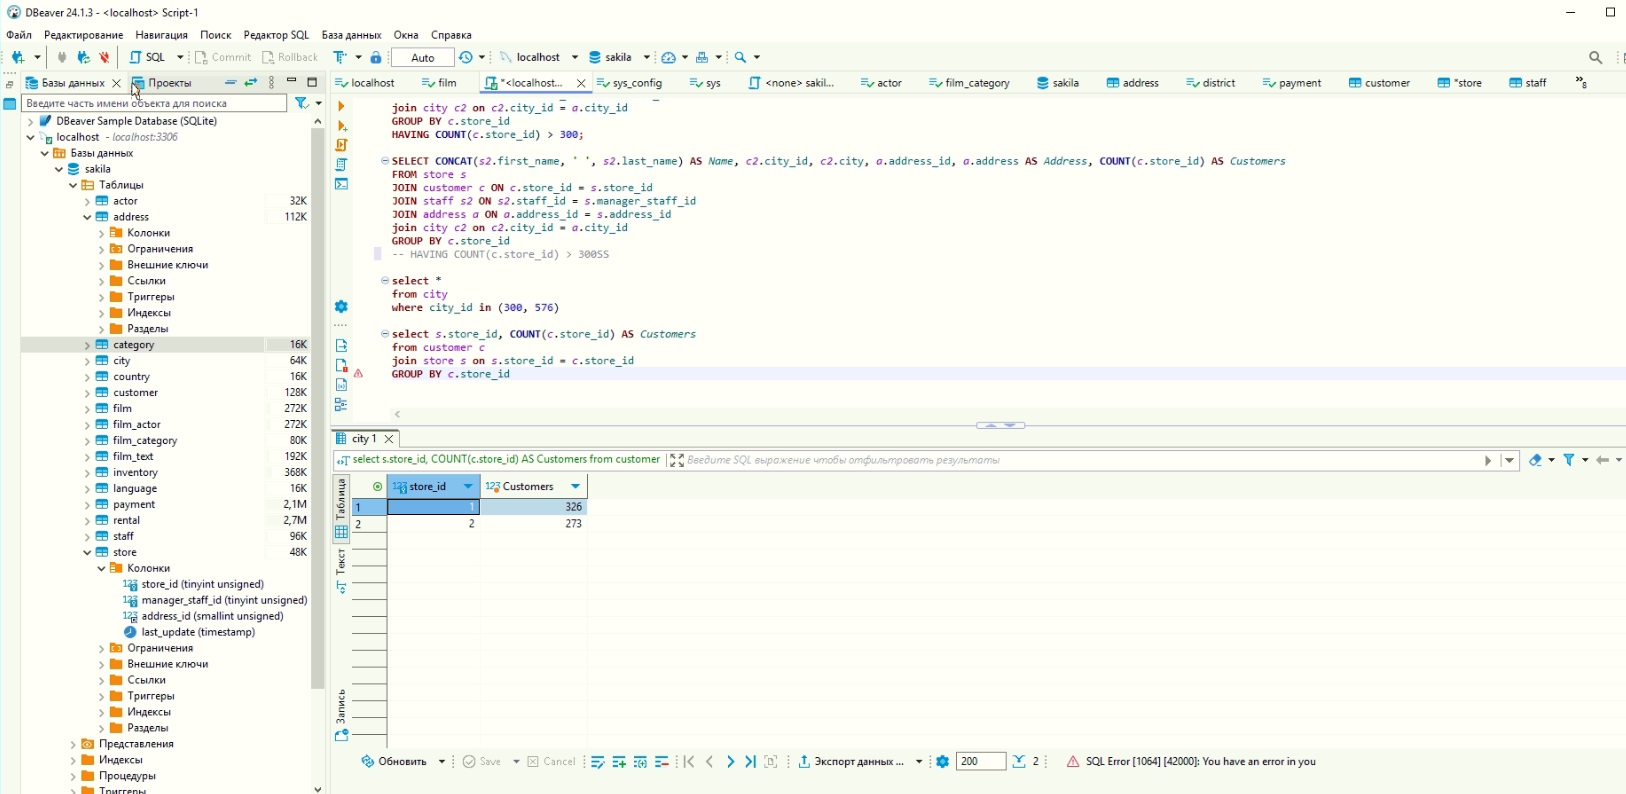 DBeaver 24.1.3 - <localhost> Script-1
Файл Редактирование Навигация Поиск Редактор SQL База данных Окна Справка
SQL Commit Rollback Auto localhost sakila
Базы данных Проекты
localhost film *<localhost... sys_config sys <none> sakil... actor film_category sakila address district payment customer *store staff »8
Введите часть имени объекта для поиска
DBeaver Sample Database (SQLite)
localhost - localhost:3306
Базы данных
sakila
Таблицы
actor 32K
address 112K
Колонки
Ограничения
Внешние ключи
Ссылки
Триггеры
Индексы
Разделы
category 16K
city 64K
country 16K
customer 128K
film 272K
film_actor 272K
film_category 80K
film_text 192K
inventory 368K
language 16K
payment 2,1M
rental 2,7M
staff 96K
store 48K
Колонки
store_id (tinyint unsigned)
manager_staff_id (tinyint unsigned)
address_id (smallint unsigned)
last_update (timestamp)
Ограничения
Внешние ключи
Ссылки
Триггеры
Индексы
Разделы
Представления
Индексы
Процедуры
Триггеры
join city c2 on c2.city_id = a.city_id
GROUP BY c.store_id
HAVING COUNT(c.store_id) > 300;
SELECT CONCAT(s2.first_name, ' ', s2.last_name) AS Name, c2.city_id, c2.city, a.address_id, a.address AS Address, COUNT(c.store_id) AS Customers
FROM store s
JOIN customer c ON c.store_id = s.store_id
JOIN staff s2 ON s2.staff_id = s.manager_staff_id
JOIN address a ON a.address_id = s.address_id
join city c2 on c2.city_id = a.city_id
GROUP BY c.store_id
-- HAVING COUNT(c.store_id) > 300SS
select *
from city
where city_id in (300, 576)
select s.store_id, COUNT(c.store_id) AS Customers
from customer c
join store s on s.store_id = c.store_id
GROUP BY c.store_id
city 1
select s.store_id, COUNT(c.store_id) AS Customers from customer
Введите SQL выражение чтобы отфильтровать результаты
Таблица
Текст
Запись
123 store_id 123 Customers
1 1 326
2 2 273
Обновить Save Cancel Экспорт данных ... 200 2 SQL Error [1064] [42000]: You have an error in you